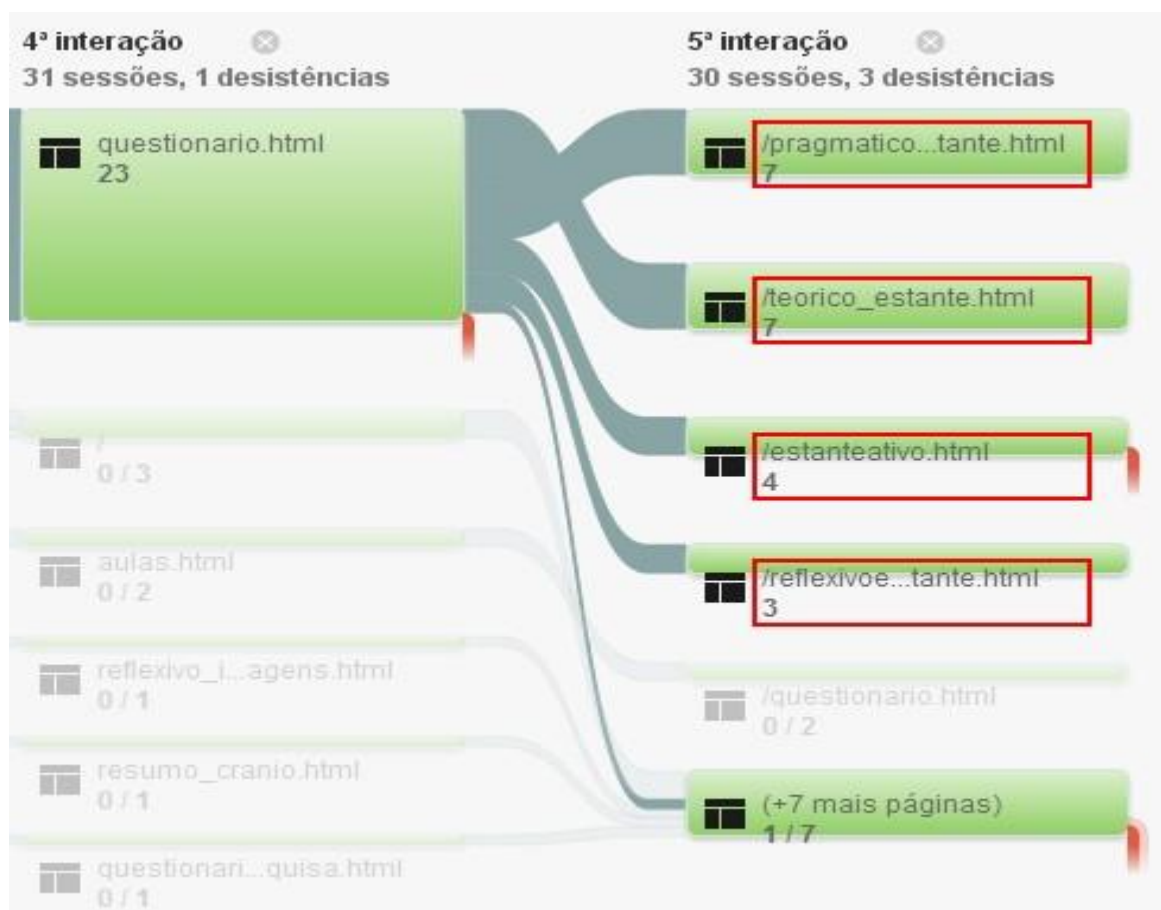 4ª interação
31 sessões, 1 desistências
questionario.html
23
/
0 / 3
aulas.html
0 / 2
reflexivo_i...agens.html
0 / 1
resumo_cranio.html
0 / 1
questionari...quisa.html
0 / 1
5ª interação
30 sessões, 3 desistências
/pragmatico...tante.html
7
/teorico_estante.html
7
/estanteativo.html
4
/reflexivoe...tante.html
3
/questionario.html
0 / 2
(+7 mais páginas)
1 / 7